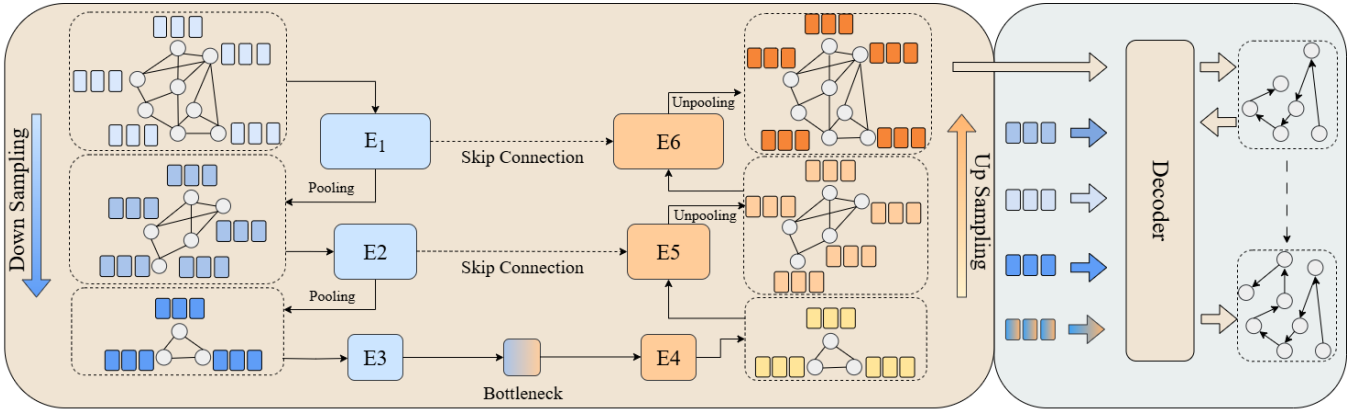 Down Sampling
E1
Pooling
Skip Connection
E6
Unpooling
E2
Pooling
Skip Connection
E5
Unpooling
E3
Bottleneck
E4
Up Sampling
Decoder